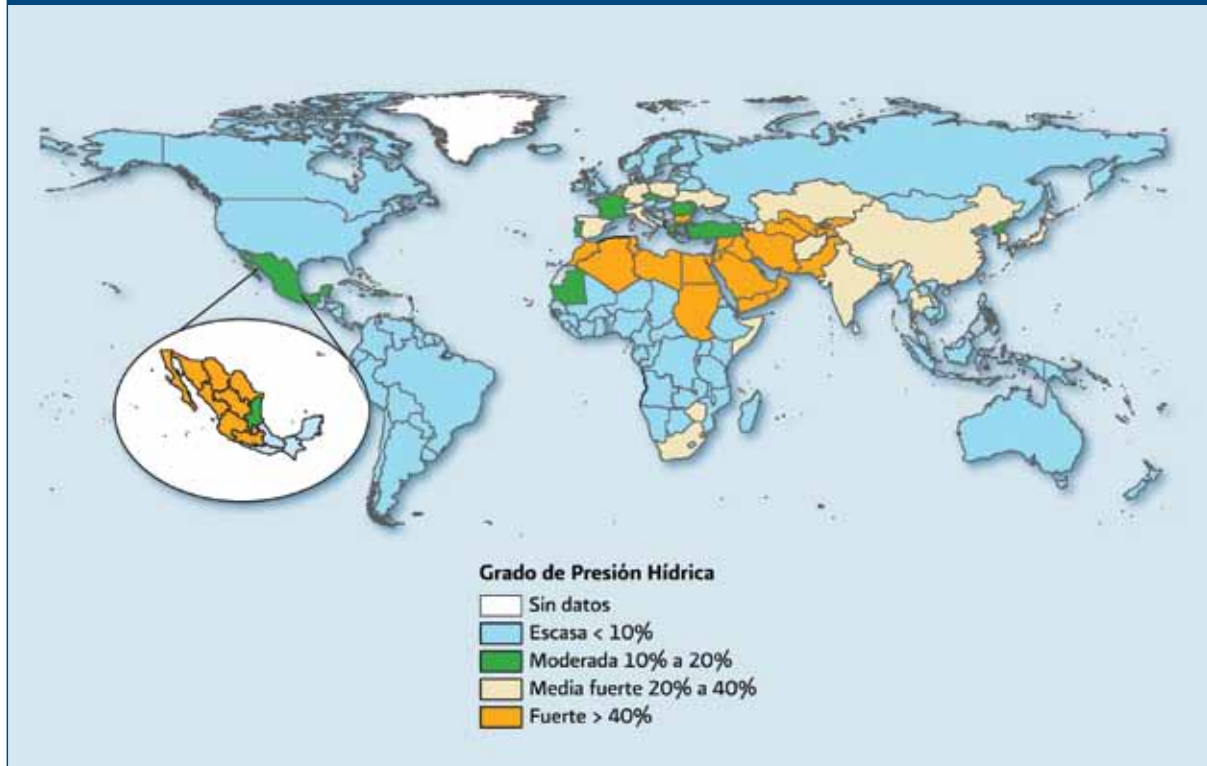 Grado de Presión Hídrica
Sin datos
Escasa < 10%
Moderada 10% a 20%
Media fuerte 20% a 40%
Fuerte > 40%